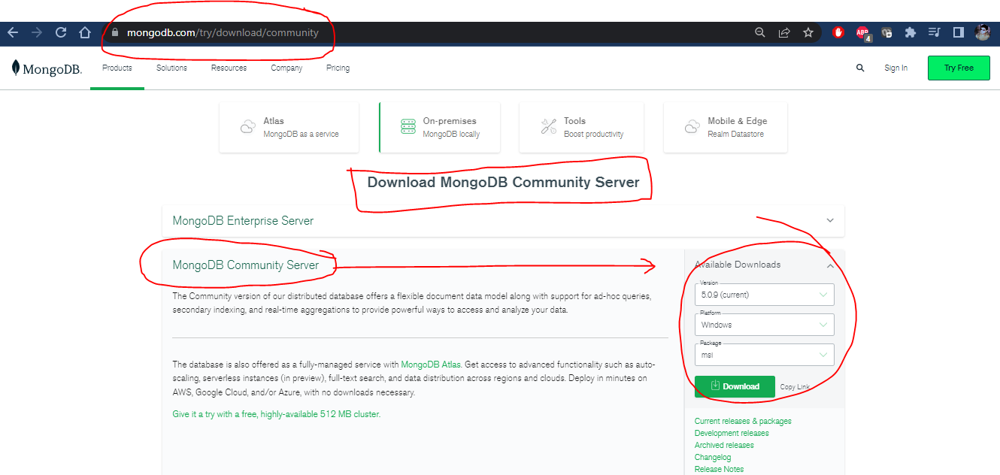 mongodb.com/try/download/community
ABP
4
MongoDB.
Products
Solutions
Resources
Company
Pricing
Sign In
Try Free
Atlas
MongoDB as a service
On-premises
MongoDB locally
Tools
Boost productivity
Mobile & Edge
Realm Datastore
Download MongoDB Community Server
MongoDB Enterprise Server
MongoDB Community Server
The Community version of our distributed database offers a flexible document data model along with support for ad-hoc queries,
secondary indexing, and real-time aggregations to provide powerful ways to access and analyze your data.
The database is also offered as a fully-managed service with MongoDB Atlas. Get access to advanced functionality such as auto-
scaling, serverless instances (in preview), full-text search, and data distribution across regions and clouds. Deploy in minutes on
AWS, Google Cloud, and/or Azure, with no downloads necessary.
Give it a try with a free, highly-available 512 MB cluster.
Available Downloads
Version
5.0.9 (current)
Platform
Windows
Package
msi
Download
Copy Link
Current releases & packages
Development releases
Archived releases
Changelog
Release Notes